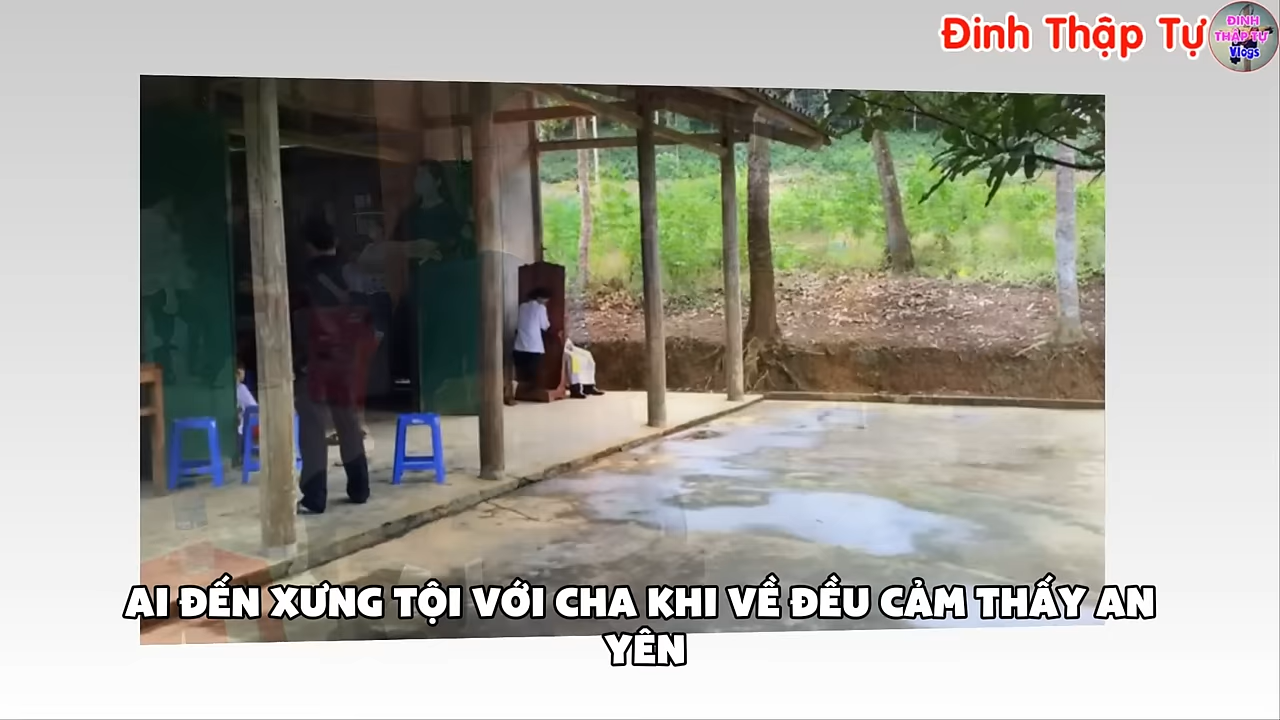 Đinh Thập Tự
ĐINH
THẬP TỰ
Vlogs
AI ĐẾN XƯNG TỘI VỚI CHA KHI VỀ ĐỀU CẢM THẤY AN
YÊN